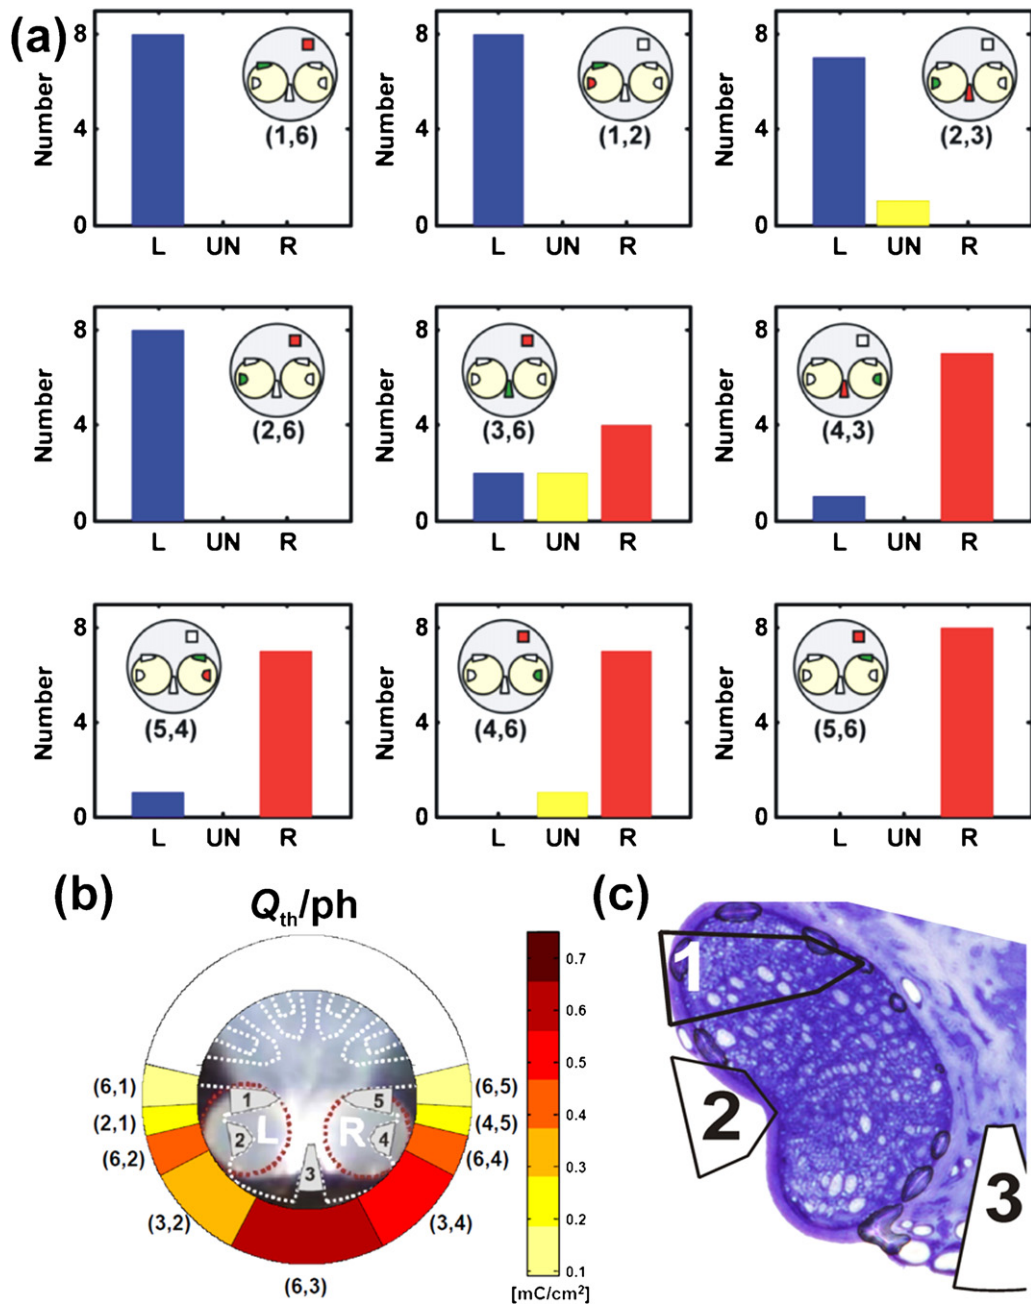 (a)
Number
8
4
0
L UN R
(1,6)
Number
8
4
0
L UN R
(1,2)
Number
8
4
0
L UN R
(2,3)
Number
8
4
0
L UN R
(2,6)
Number
8
4
0
L UN R
(3,6)
Number
8
4
0
L UN R
(4,3)
Number
8
4
0
L UN R
(5,4)
Number
8
4
0
L UN R
(4,6)
Number
8
4
0
L UN R
(5,6)
(b)
Qth/ph
(6,1)
(2,1)
(6,2)
(3,2)
(6,3)
(3,4)
(6,4)
(4,5)
(6,5)
1
2
3
4
5
L
R
0.7
0.6
0.5
0.4
0.3
0.2
0.1
[mC/cm²]
(c)
1
2
3